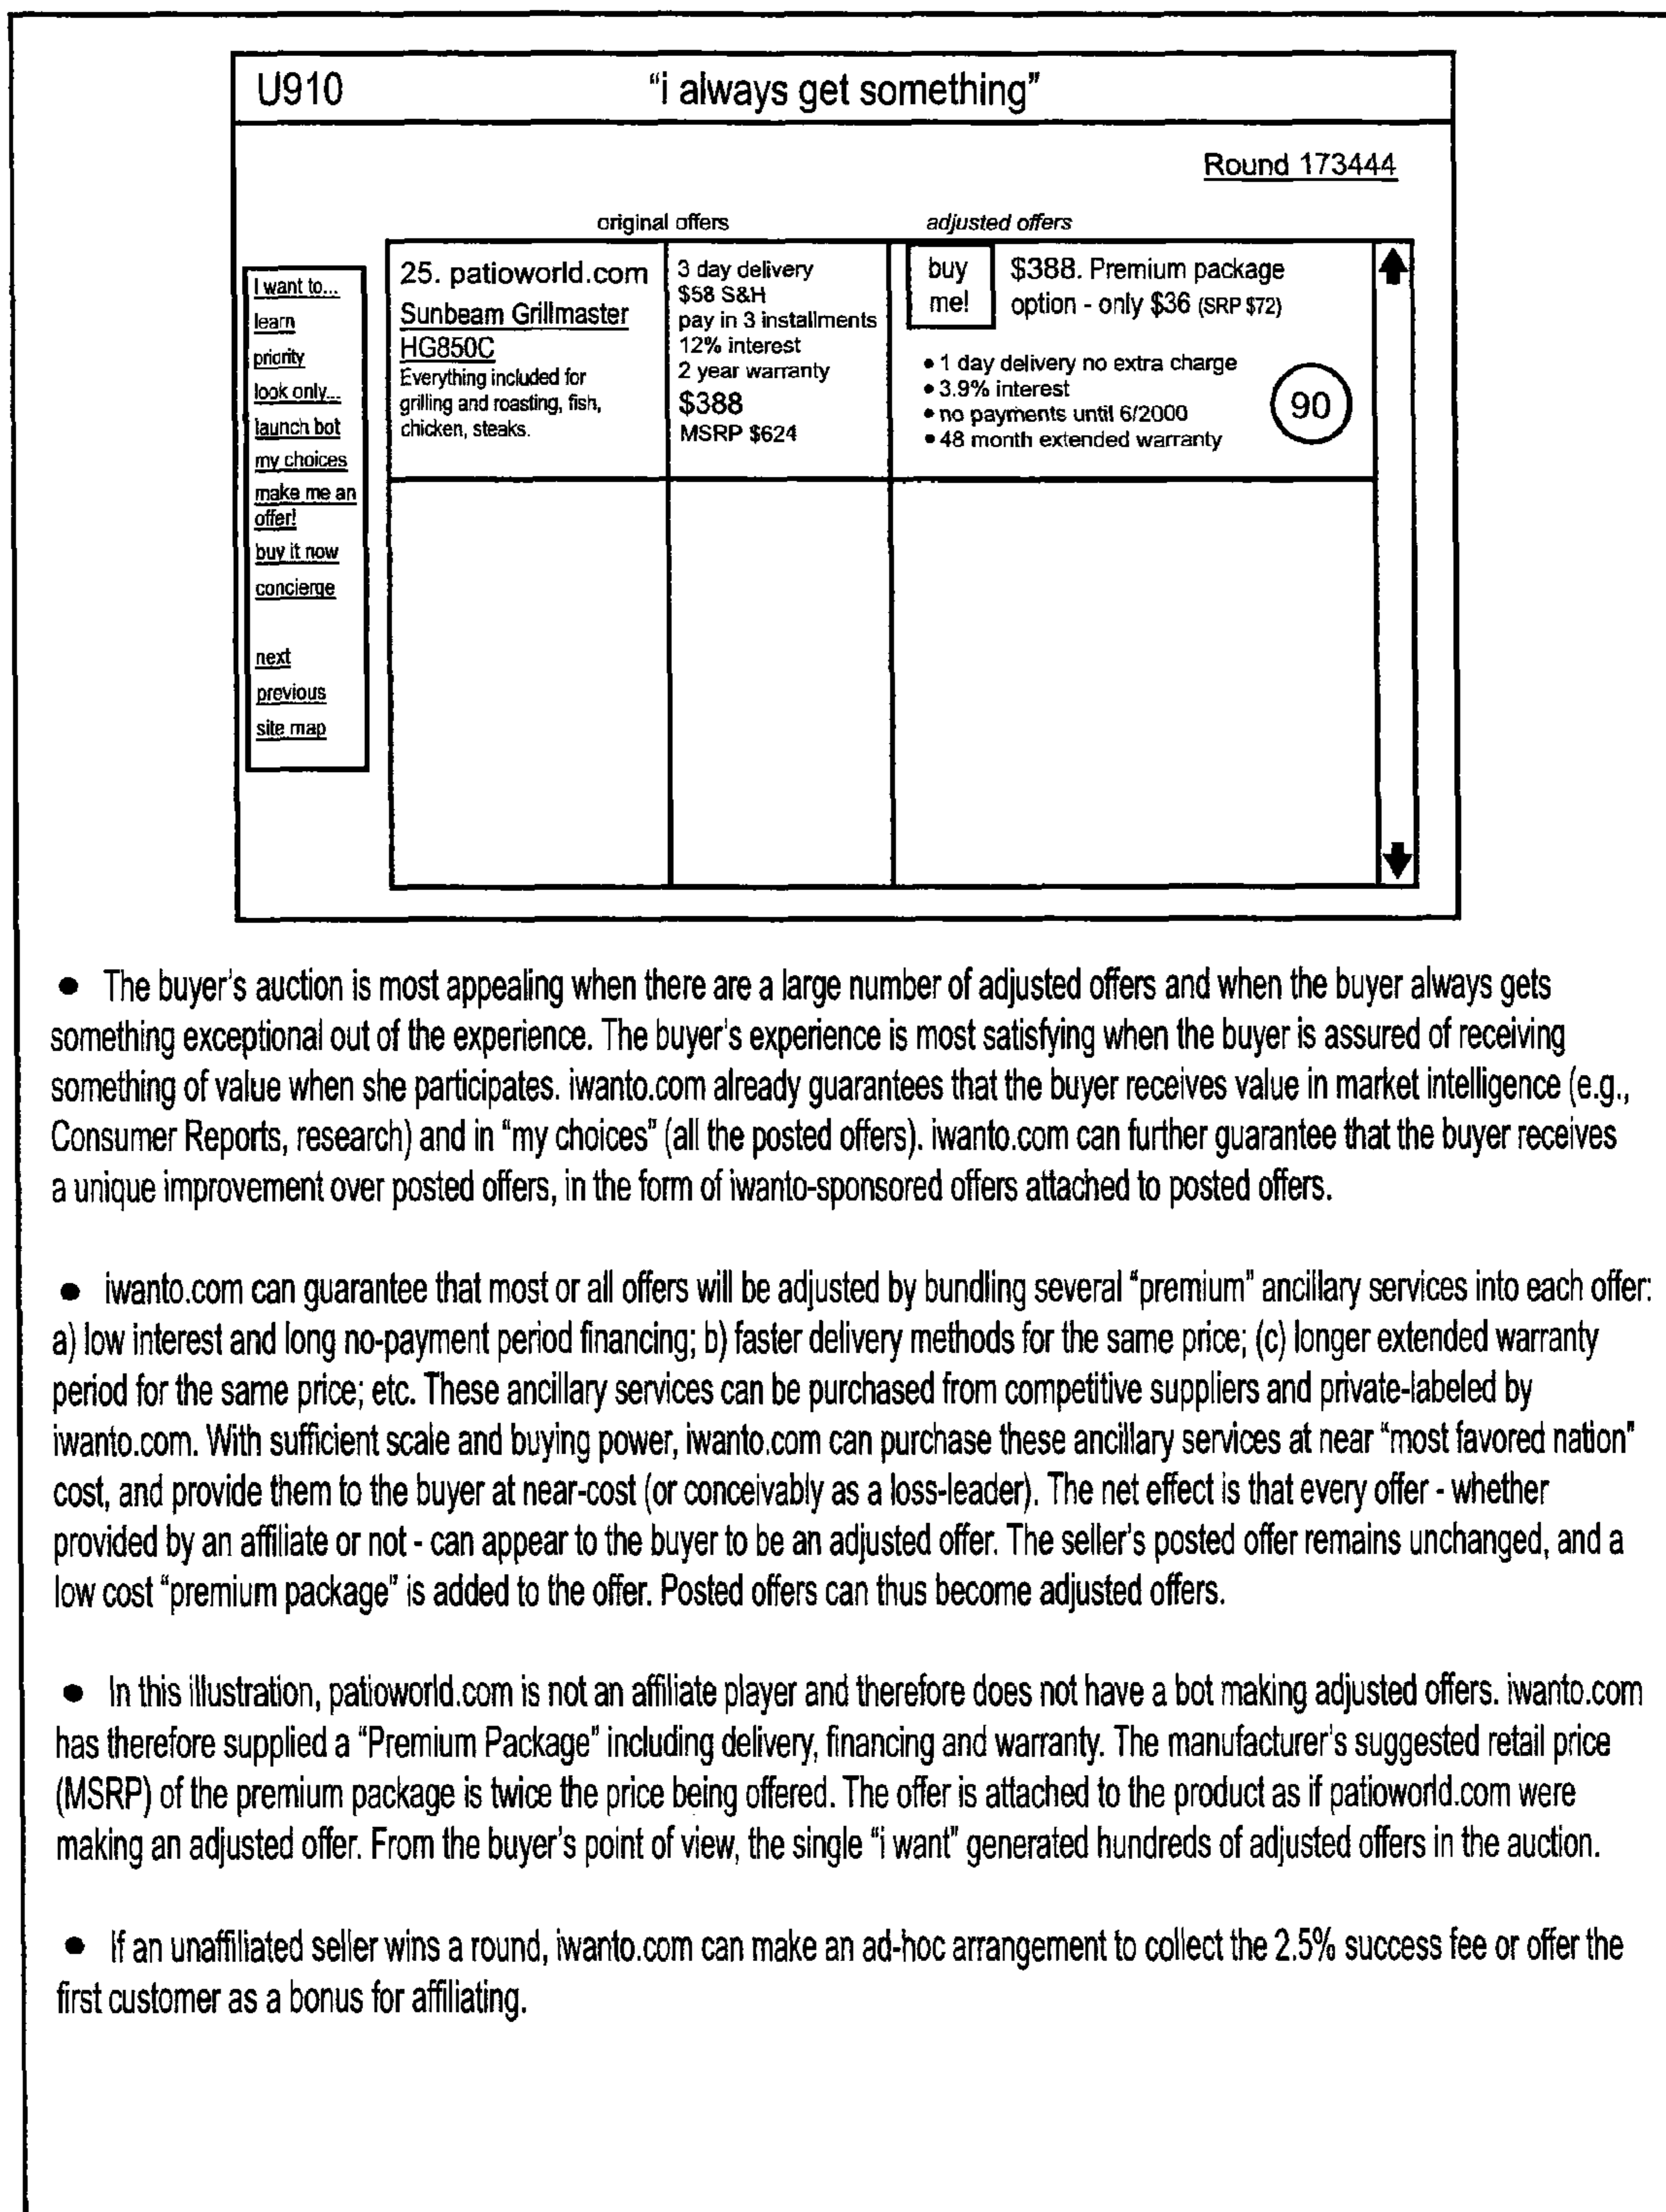 U910 "i always get something"
Round 173444
original offers adjusted offers
I want to...
learn
priority
look only...
launch bot
my choices
make me an
offer!
buy it now
concierge
next
previous
site map
25. patioworld.com
Sunbeam Grillmaster
HG850C
Everything included for
grilling and roasting, fish,
chicken, steaks.
3 day delivery
$58 S&H
pay in 3 installments
12% interest
2 year warranty
$388
MSRP $624
buy
me!
$388. Premium package
option - only $36 (SRP $72)
• 1 day delivery no extra charge
• 3.9% interest
• no payments until 6/2000
• 48 month extended warranty
90
• The buyer's auction is most appealing when there are a large number of adjusted offers and when the buyer always gets
something exceptional out of the experience. The buyer's experience is most satisfying when the buyer is assured of receiving
something of value when she participates. iwanto.com already guarantees that the buyer receives value in market intelligence (e.g.,
Consumer Reports, research) and in "my choices" (all the posted offers). iwanto.com can further guarantee that the buyer receives
a unique improvement over posted offers, in the form of iwanto-sponsored offers attached to posted offers.
• iwanto.com can guarantee that most or all offers will be adjusted by bundling several "premium" ancillary services into each offer:
a) low interest and long no-payment period financing; b) faster delivery methods for the same price; (c) longer extended warranty
period for the same price; etc. These ancillary services can be purchased from competitive suppliers and private-labeled by
iwanto.com. With sufficient scale and buying power, iwanto.com can purchase these ancillary services at near "most favored nation"
cost, and provide them to the buyer at near-cost (or conceivably as a loss-leader). The net effect is that every offer - whether
provided by an affiliate or not - can appear to the buyer to be an adjusted offer. The seller's posted offer remains unchanged, and a
low cost "premium package" is added to the offer. Posted offers can thus become adjusted offers.
• In this illustration, patioworld.com is not an affiliate player and therefore does not have a bot making adjusted offers. iwanto.com
has therefore supplied a "Premium Package" including delivery, financing and warranty. The manufacturer's suggested retail price
(MSRP) of the premium package is twice the price being offered. The offer is attached to the product as if patioworld.com were
making an adjusted offer. From the buyer's point of view, the single "i want" generated hundreds of adjusted offers in the auction.
• If an unaffiliated seller wins a round, iwanto.com can make an ad-hoc arrangement to collect the 2.5% success fee or offer the
first customer as a bonus for affiliating.